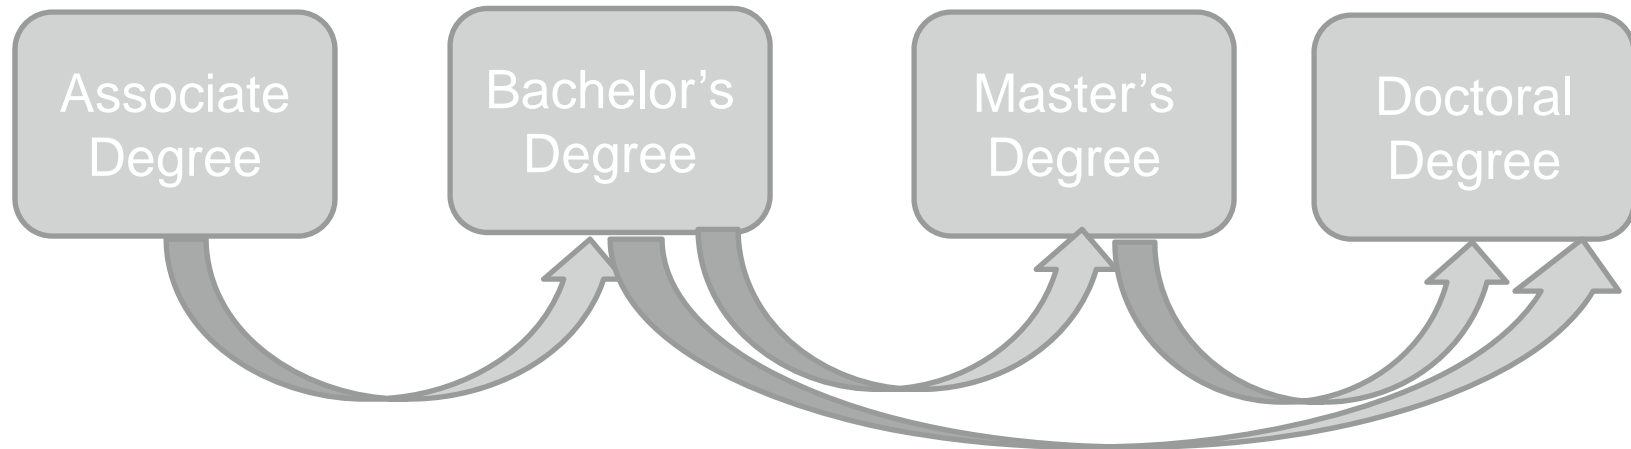 Associate
Degree
Bachelor’s
Degree
Master’s
Degree
Doctoral
Degree